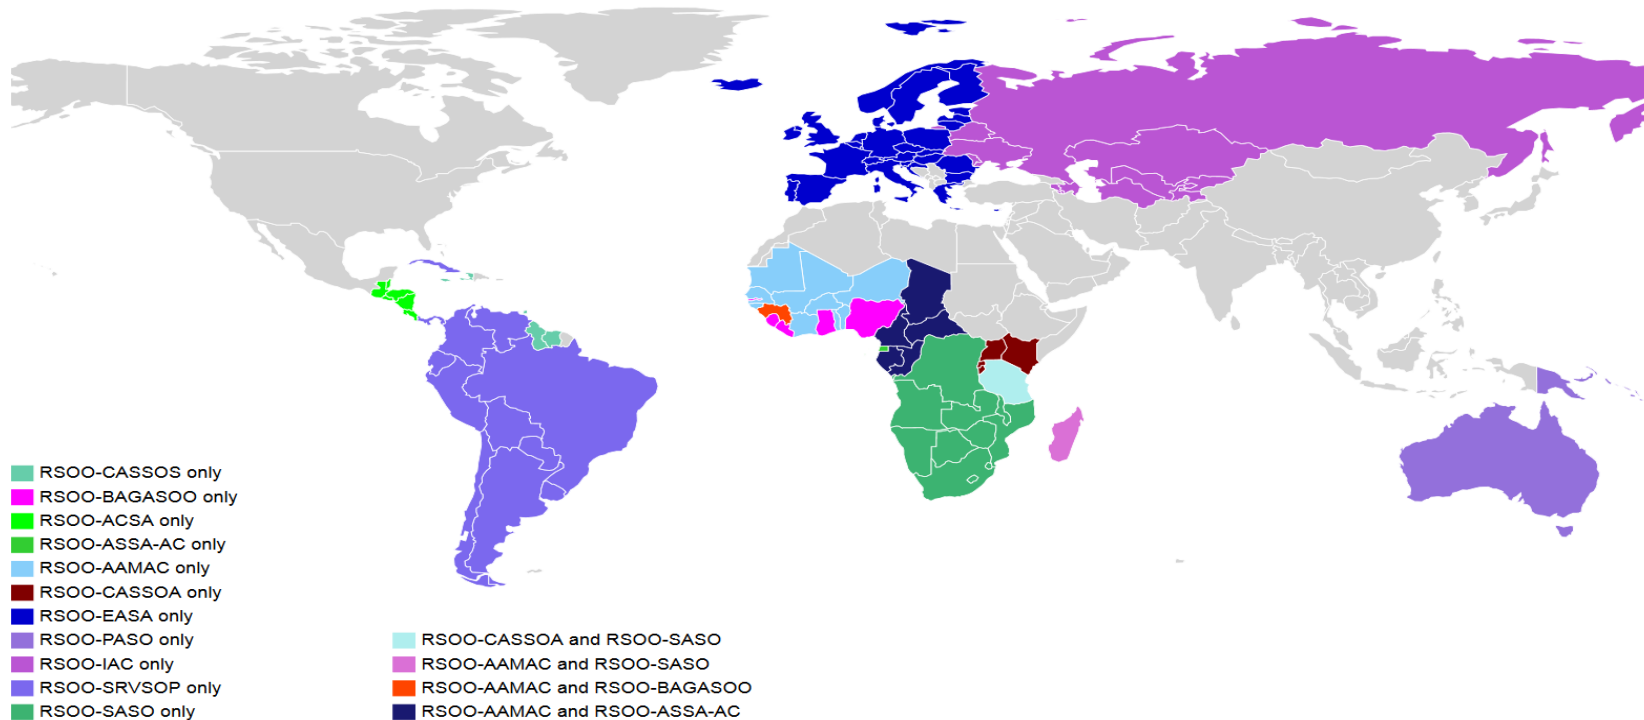 RSOO-CASSOS only
RSOO-BAGASOO only
RSOO-ACSA only
RSOO-ASSA-AC only
RSOO-AAMAC only
RSOO-CASSOA only
RSOO-EASA only
RSOO-PASO only
RSOO-IAC only
RSOO-SRVSOP only
RSOO-SASO only
RSOO-CASSOA and RSOO-SASO
RSOO-AAMAC and RSOO-SASO
RSOO-AAMAC and RSOO-BAGASOO
RSOO-AAMAC and RSOO-ASSA-AC